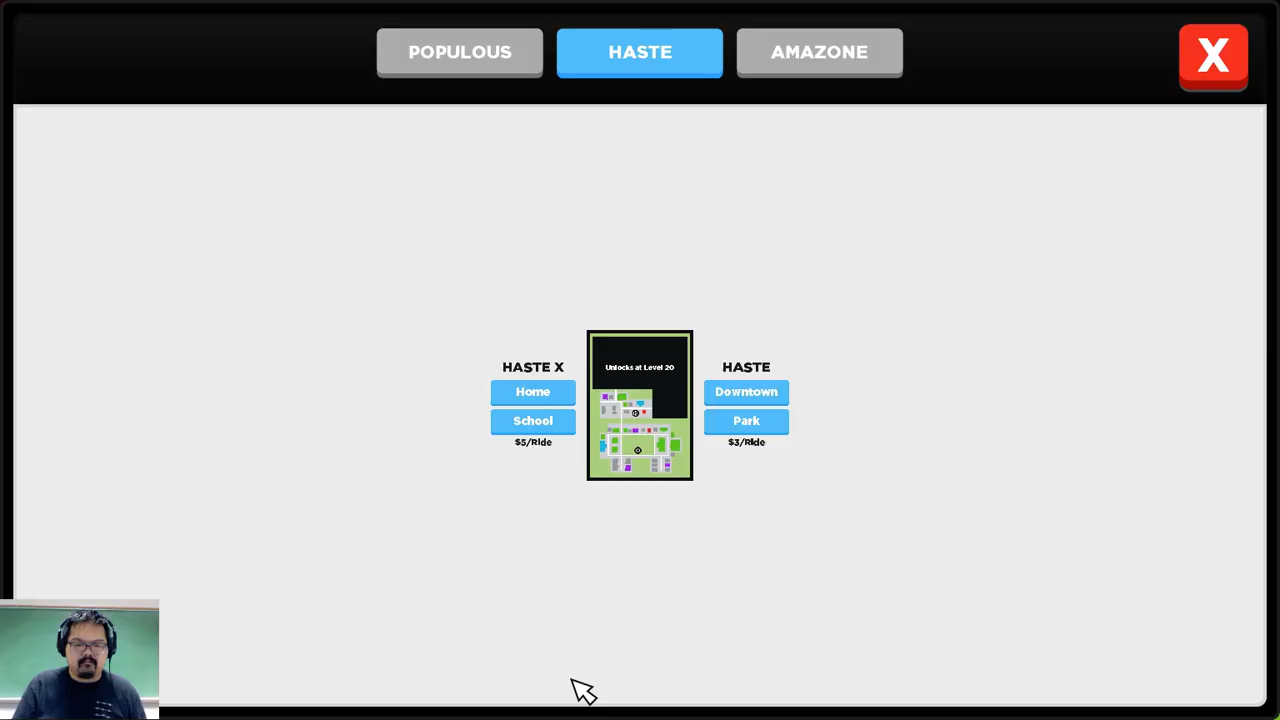 POPULOUS
HASTE
AMAZONE
X
HASTE X
Home
School
$5/Ride
Unlocks at Level 20
HASTE
Downtown
Park
$3/Ride